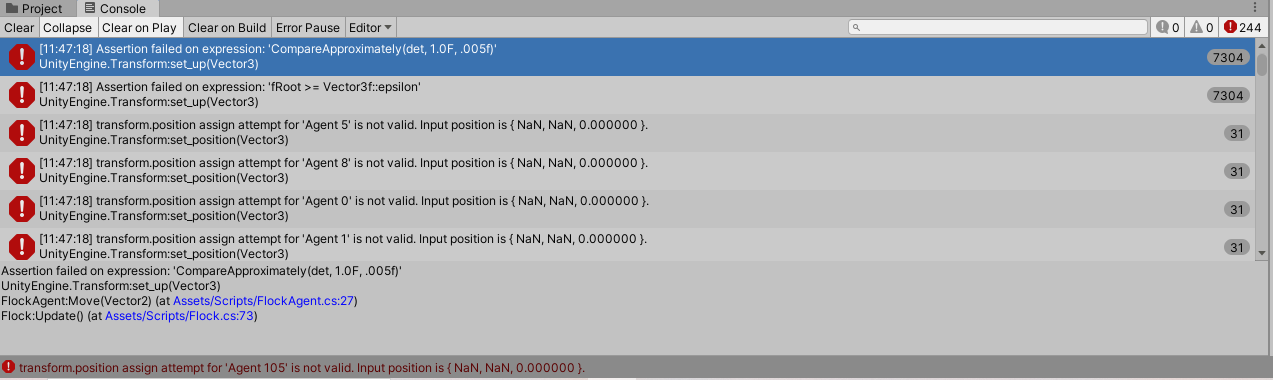 Project
Console
Clear
Collapse
Clear on Play
Clear on Build
Error Pause
Editor
0
0
244
[11:47:18] Assertion failed on expression: 'CompareApproximately(det, 1.0F, .005f)'
UnityEngine.Transform:set_up(Vector3)
7304
[11:47:18] Assertion failed on expression: 'fRoot >= Vector3f::epsilon'
UnityEngine.Transform:set_up(Vector3)
7304
[11:47:18] transform.position assign attempt for 'Agent 5' is not valid. Input position is { NaN, NaN, 0.000000 }.
UnityEngine.Transform:set_position(Vector3)
31
[11:47:18] transform.position assign attempt for 'Agent 8' is not valid. Input position is { NaN, NaN, 0.000000 }.
UnityEngine.Transform:set_position(Vector3)
31
[11:47:18] transform.position assign attempt for 'Agent 0' is not valid. Input position is { NaN, NaN, 0.000000 }.
UnityEngine.Transform:set_position(Vector3)
31
[11:47:18] transform.position assign attempt for 'Agent 1' is not valid. Input position is { NaN, NaN, 0.000000 }.
UnityEngine.Transform:set_position(Vector3)
31
Assertion failed on expression: 'CompareApproximately(det, 1.0F, .005f)'
UnityEngine.Transform:set_up(Vector3)
FlockAgent:Move(Vector2) (at Assets/Scripts/FlockAgent.cs:27)
Flock:Update() (at Assets/Scripts/Flock.cs:73)
transform.position assign attempt for 'Agent 105' is not valid. Input position is { NaN, NaN, 0.000000 }.